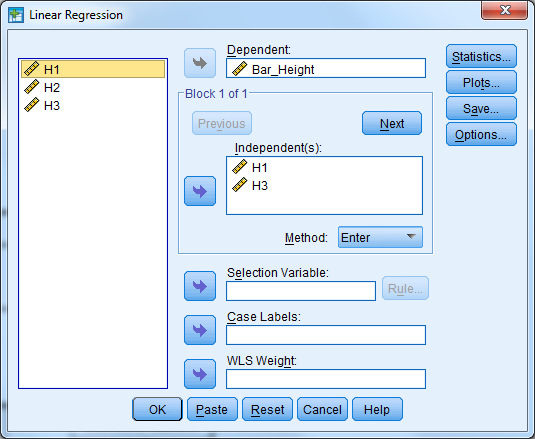 Linear Regression
H1
H2
H3
Dependent:
Bar_Height
Block 1 of 1
Previous
Next
Independent(s):
H1
H3
Method:
Enter
Selection Variable:
Rule...
Case Labels:
WLS Weight:
Statistics...
Plots...
Save...
Options...
OK
Paste
Reset
Cancel
Help